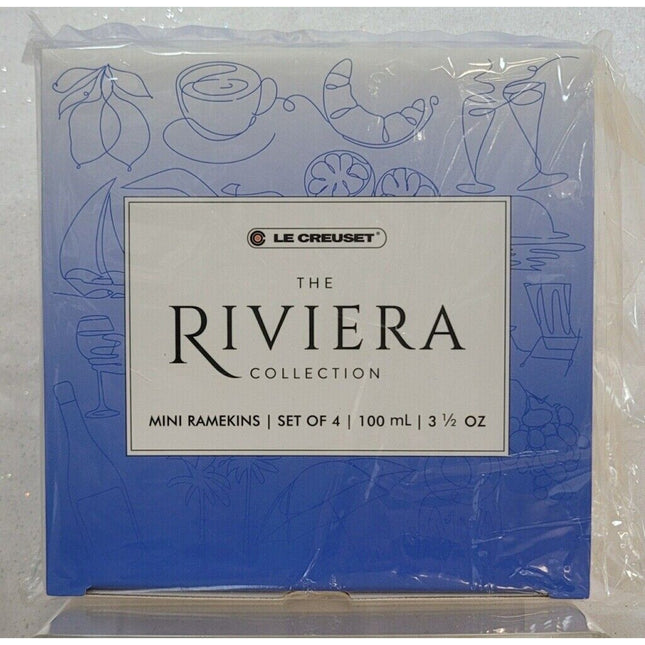 LE CREUSET®
THE
RIVIERA
COLLECTION
MINI RAMEKINS | SET OF 4 | 100 mL | 3 ½ OZ